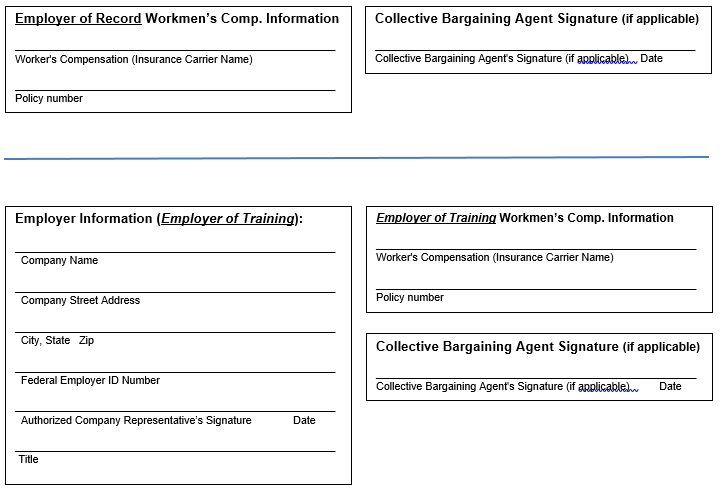 Employer of Record Workmen's Comp. Information
Worker's Compensation (Insurance Carrier Name)
Policy number
Collective Bargaining Agent Signature (if applicable)
Collective Bargaining Agent's Signature (if applicable) Date
Employer Information (Employer of Training):
Company Name
Company Street Address
City, State Zip
Federal Employer ID Number
Authorized Company Representative's Signature Date
Title
Employer of Training Workmen's Comp. Information
Worker's Compensation (Insurance Carrier Name)
Policy number
Collective Bargaining Agent Signature (if applicable)
Collective Bargaining Agent's Signature (if applicable) Date